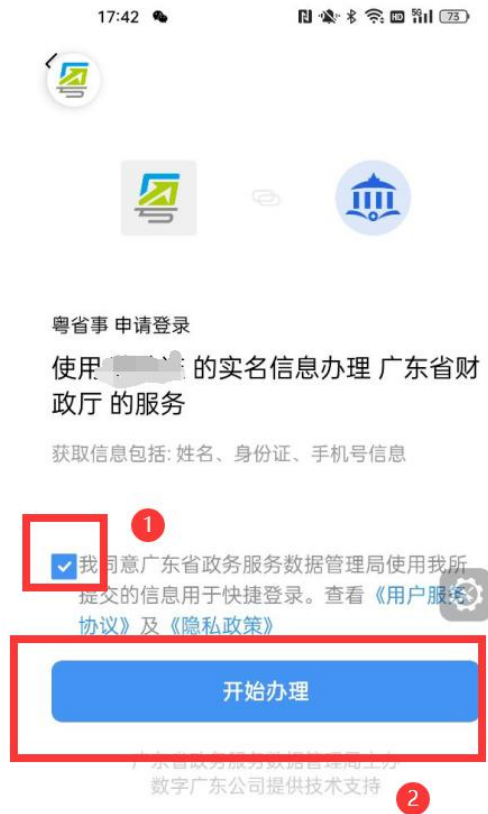 17:42
HD 5G 73
粤省事 申请登录
使用 的实名信息办理 广东省财
政厅 的服务
获取信息包括: 姓名、身份证、手机号信息
1
我同意广东省政务服务数据管理局使用我所
提交的信息用于快捷登录。查看《用户服务
协议》及《隐私政策》
开始办理
广东省政务服务数据管理局主办
数字广东公司提供技术支持
2